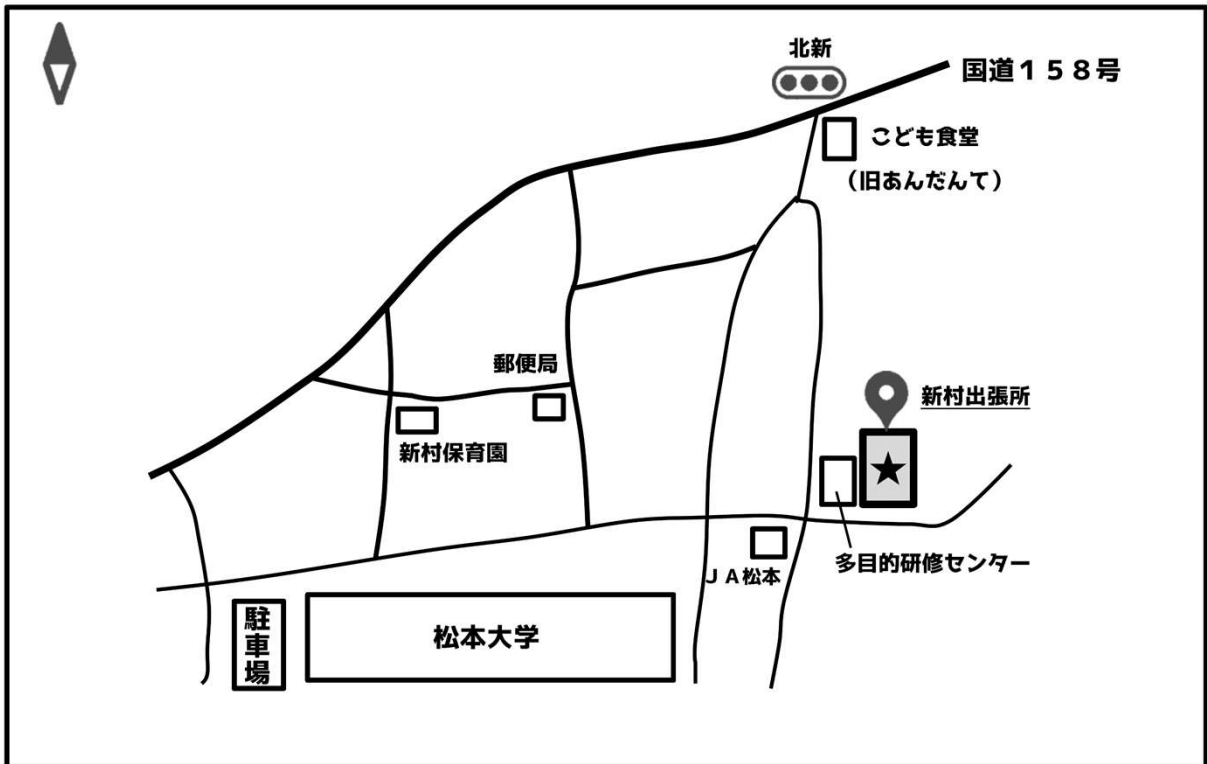 北新
国道１５８号
こども食堂
（旧あんだんて）
郵便局
新村出張所
新村保育園
多目的研修センター
ＪＡ松本
駐車場
松本大学